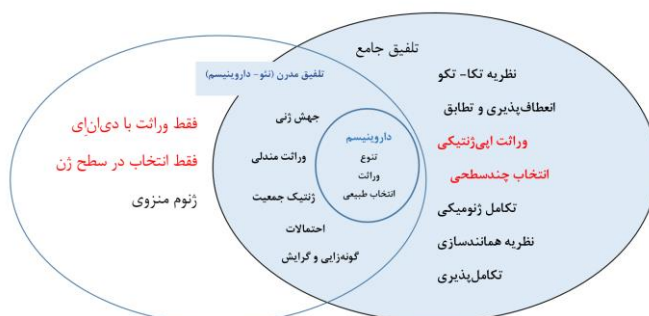 تلفیق جامع
نظریه تکا- تکو
انعطاف‌پذیری و تطابق
وراثت اپی‌ژنتیکی
انتخاب چندسطحی
تکامل ژنومیکی
نظریه همانندسازی
تکامل‌پذیری
تلفیق مدرن (نئو- داروینیسم)
جهش ژنی
وراثت مندلی
ژنتیک جمعیت
احتمالات
گونه‌زایی و گرایش
داروینیسم
تنوع
وراثت
انتخاب طبیعی
فقط وراثت با دی‌ان‌اِی
فقط انتخاب در سطح ژن
ژنوم منزوی